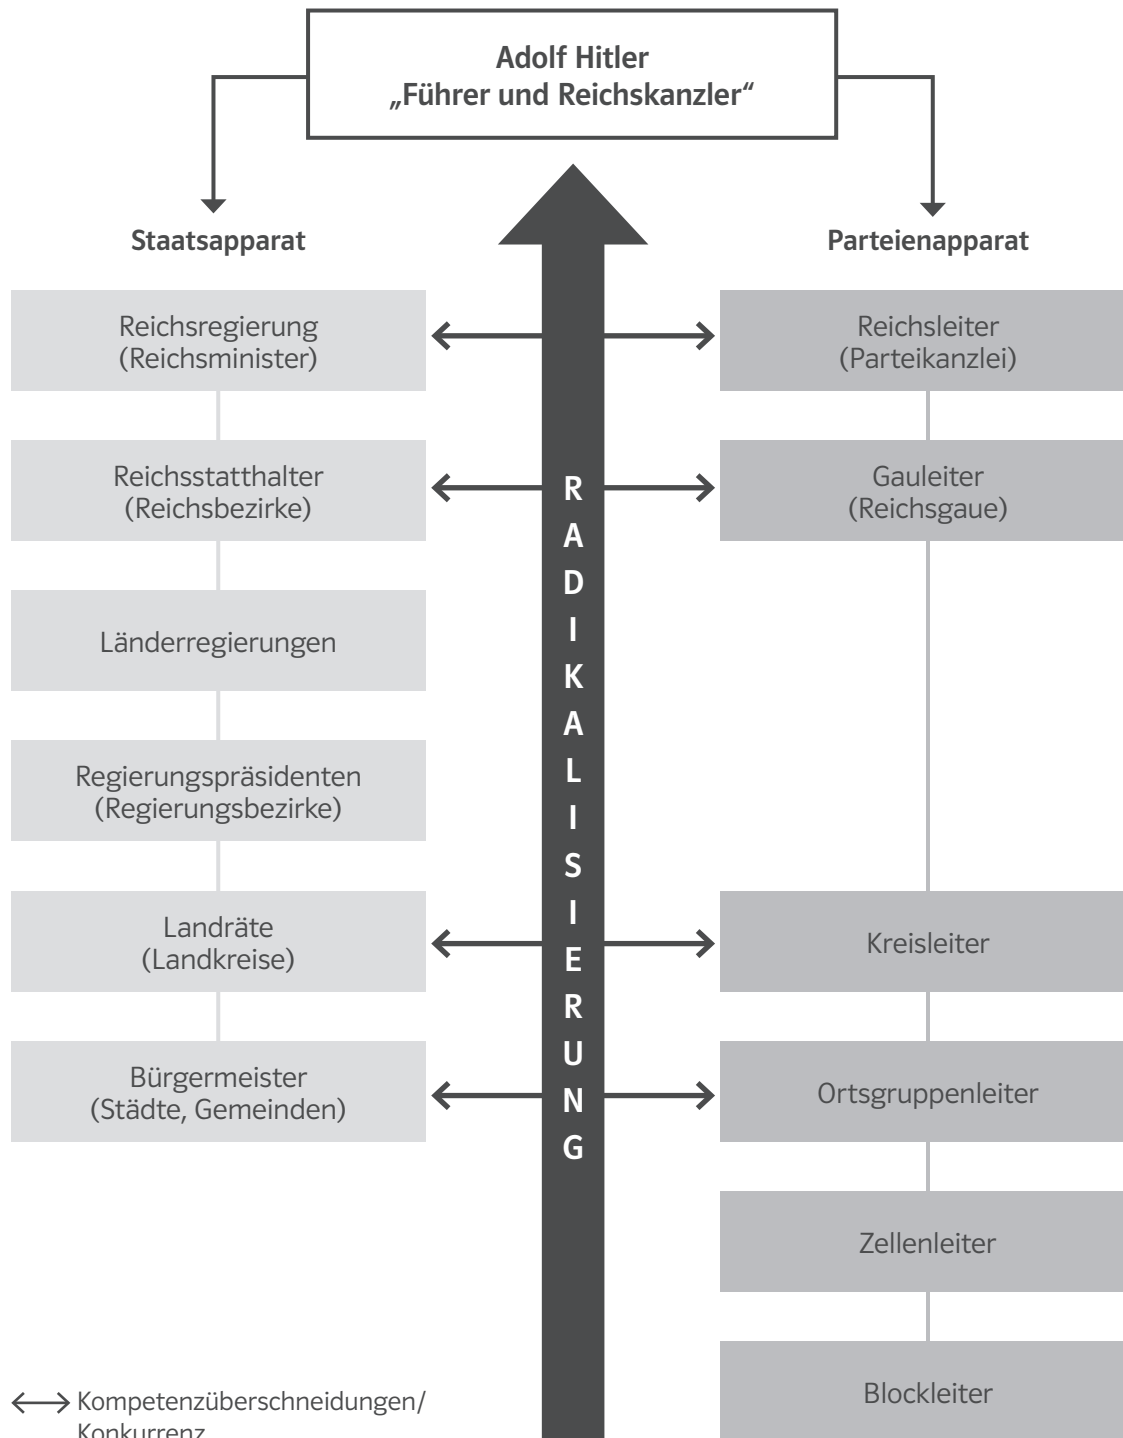 Adolf Hitler
„Führer und Reichskanzler“
Staatsapparat
Parteienapparat
Reichsregierung
(Reichsminister)
Reichsleiter
(Parteikanzlei)
Reichsstatthalter
(Reichsbezirke)
Gauleiter
(Reichsgaue)
Länderregierungen
Regierungspräsidenten
(Regierungsbezirke)
Landräte
(Landkreise)
Kreisleiter
Bürgermeister
(Städte, Gemeinden)
Ortsgruppenleiter
Zellenleiter
Blockleiter
RADIKALISIERUNG
Kompetenzüberschneidungen/
Konkurrenz